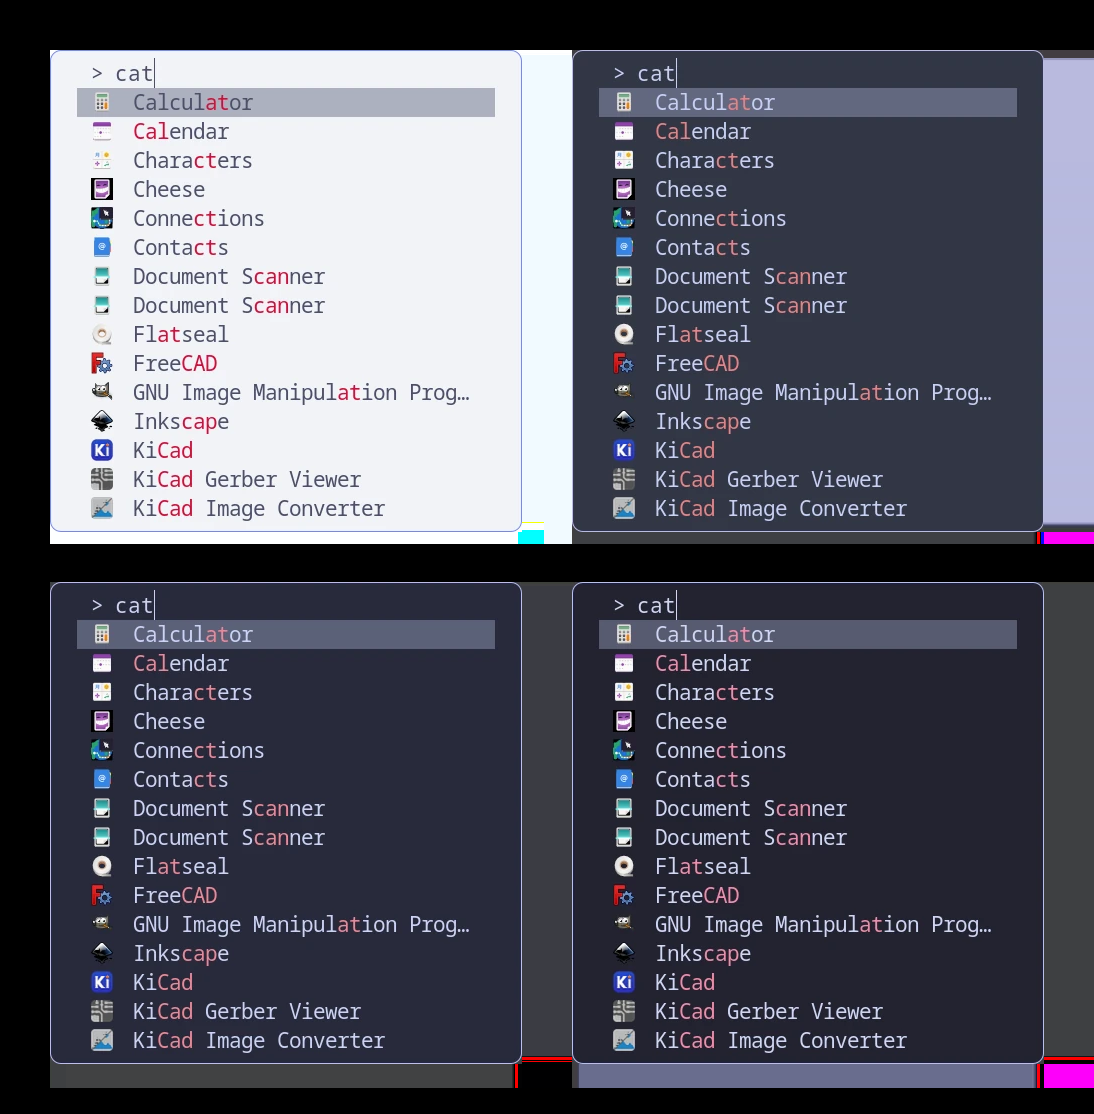 > cat
Calculator
Calendar
Characters
Cheese
Connections
Contacts
Document Scanner
Document Scanner
Flatseal
FreeCAD
GNU Image Manipulation Prog…
Inkscape
KiCad
KiCad Gerber Viewer
KiCad Image Converter
> cat
Calculator
Calendar
Characters
Cheese
Connections
Contacts
Document Scanner
Document Scanner
Flatseal
FreeCAD
GNU Image Manipulation Prog…
Inkscape
KiCad
KiCad Gerber Viewer
KiCad Image Converter
> cat
Calculator
Calendar
Characters
Cheese
Connections
Contacts
Document Scanner
Document Scanner
Flatseal
FreeCAD
GNU Image Manipulation Prog…
Inkscape
KiCad
KiCad Gerber Viewer
KiCad Image Converter
> cat
Calculator
Calendar
Characters
Cheese
Connections
Contacts
Document Scanner
Document Scanner
Flatseal
FreeCAD
GNU Image Manipulation Prog…
Inkscape
KiCad
KiCad Gerber Viewer
KiCad Image Converter